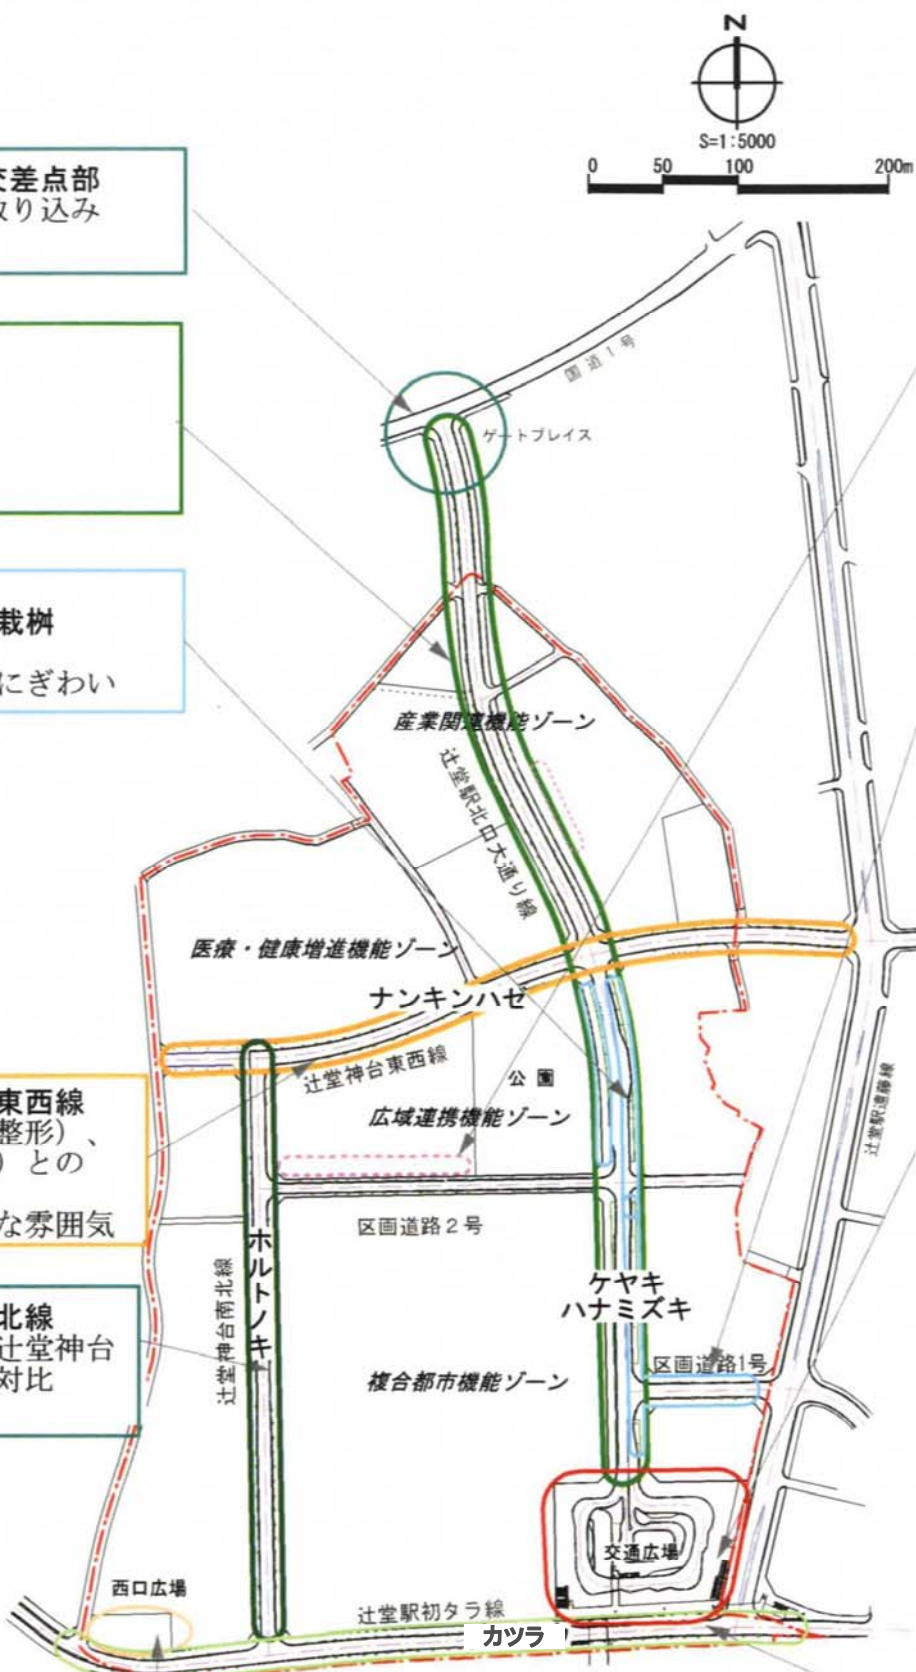 N
S=1:5000
0 50 100 200m
交差点部
取り込み
国道1号
ゲートプレイス
栽桝
にぎわい
産業関連機能ゾーン
辻堂駅北口大通り線
医療・健康増進機能ゾーン
ナンキンハゼ
辻堂神台東西線
公園
広域連携機能ゾーン
辻堂駅遠藤線
東西線
整形）、
）との
な雰囲気
区画道路2号
ホルトノキ
辻堂神台南北線
ケヤキ
ハナミズキ
北線
辻堂神台
対比
区画道路1号
複合都市機能ゾーン
交通広場
西口広場
辻堂駅初タラ線
カツラ